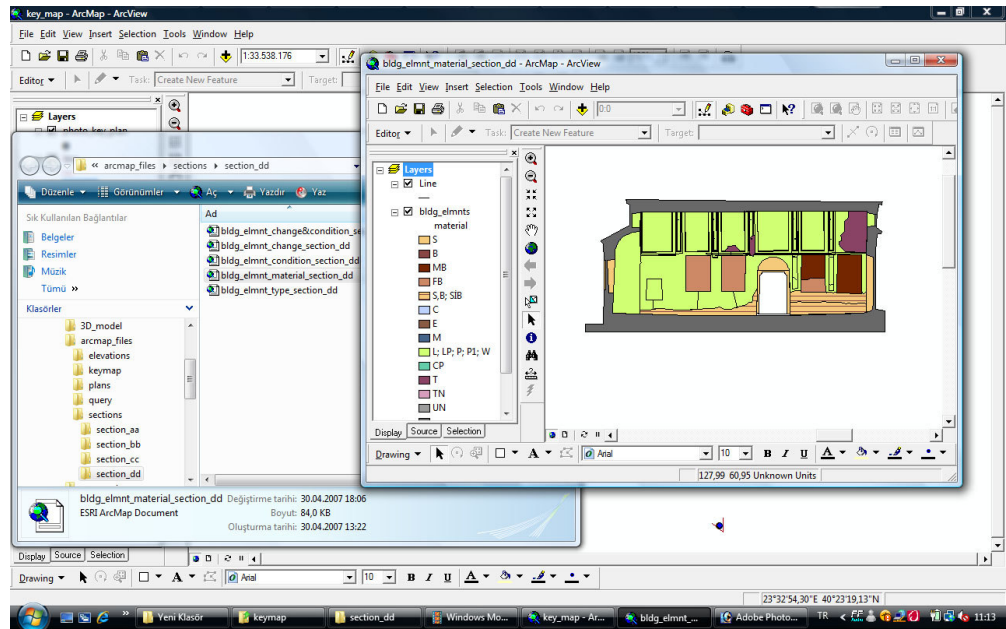 key_map - ArcMap - ArcView
File Edit View Insert Selection Tools Window Help
1:33.538.176
Editor Task: Create New Feature Target:
Layers
photo key plan
« arcmap_files › sections › section_dd
Düzenle Görünümler Aç Yazdır Yaz
Sık Kullanılan Bağlantılar
Belgeler
Resimler
Müzik
Tümü »
Klasörler
3D_model
arcmap_files
elevations
keymap
plans
query
sections
section_aa
section_bb
section_cc
section_dd
Ad
bldg_elmnt_change&condition_se
bldg_elmnt_change_section_dd
bldg_elmnt_condition_section_dd
bldg_elmnt_material_section_dd
bldg_elmnt_type_section_dd
bldg_elmnt_material_section_dd Değiştirme tarihi: 30.04.2007 18:06
ESRI ArcMap Document Boyut: 84,0 KB
Oluşturma tarihi: 30.04.2007 13:22
bldg_elmnt_material_section_dd - ArcMap - ArcView
File Edit View Insert Selection Tools Window Help
0:0
Editor Task: Create New Feature Target:
Layers
Line
bldg_elmnts
material
S
B
MB
FB
S,B; SİB
C
E
M
L; LP; P; P1; W
CP
T
TN
UN
Display Source Selection
Drawing A Arial 10 B I U A
127,99 60,95 Unknown Units
Display Source Selection
Drawing A Arial 10 B I U A
23°32'54,30"E 40°23'19,13"N
Yeni Klasör keymap section_dd Windows Mo... key_map - Ar... bldg_elmnt_... Adobe Photo... TR 11:13